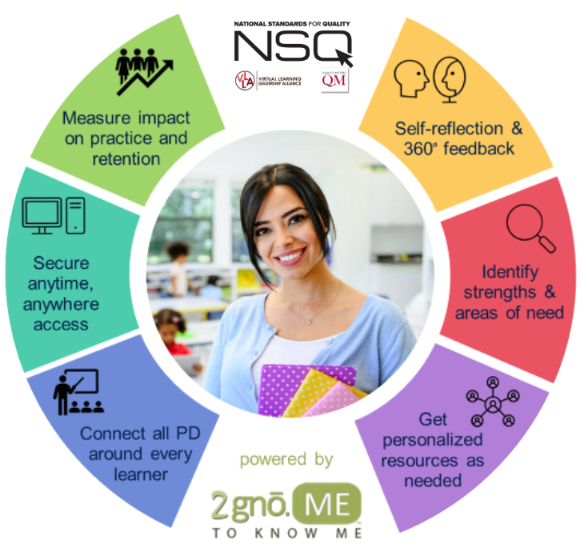 NATIONAL STANDARDS FOR QUALITY
NSQ
VLLA
VIRTUAL LEARNING
LEADERSHIP ALLIANCE
QM
Self-reflection &
360° feedback
Identify
strengths &
areas of need
Get
personalized
resources as
needed
Connect all PD
around every
learner
Secure
anytime,
anywhere
access
Measure impact
on practice and
retention
powered by
2gnō.ME
TO KNOW ME